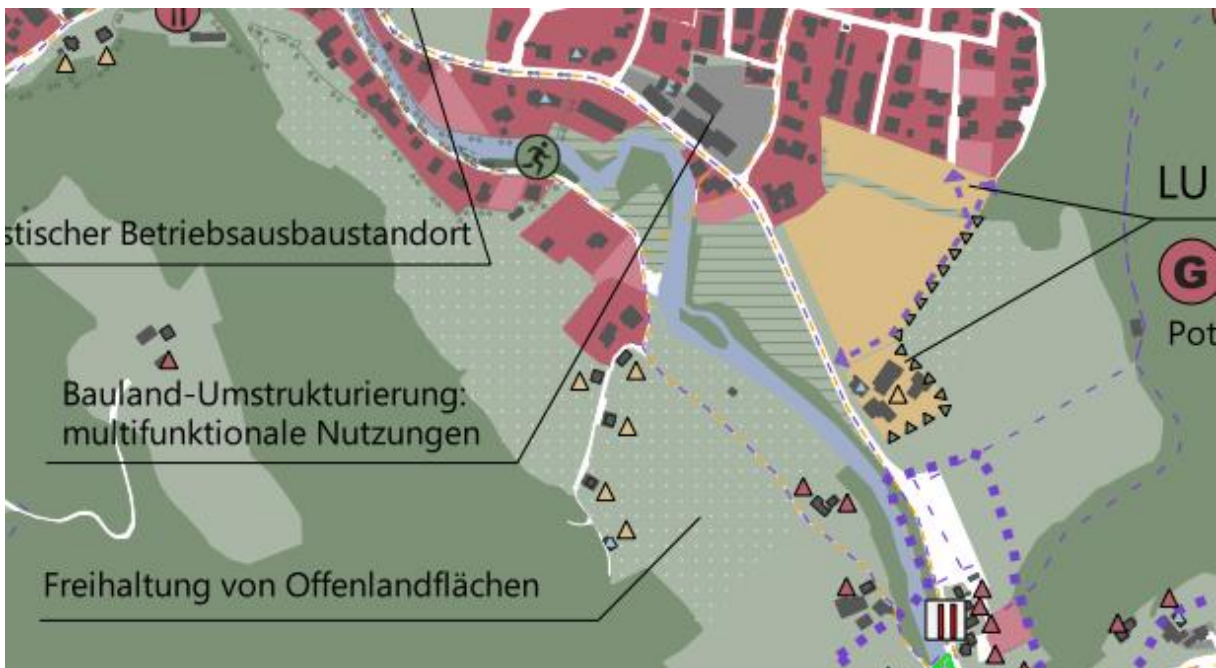 LU
stischer Betriebsausbaustandort
G
Pot
Bauland-Umstrukturierung:
multifunktionale Nutzungen
Freihaltung von Offenlandflächen